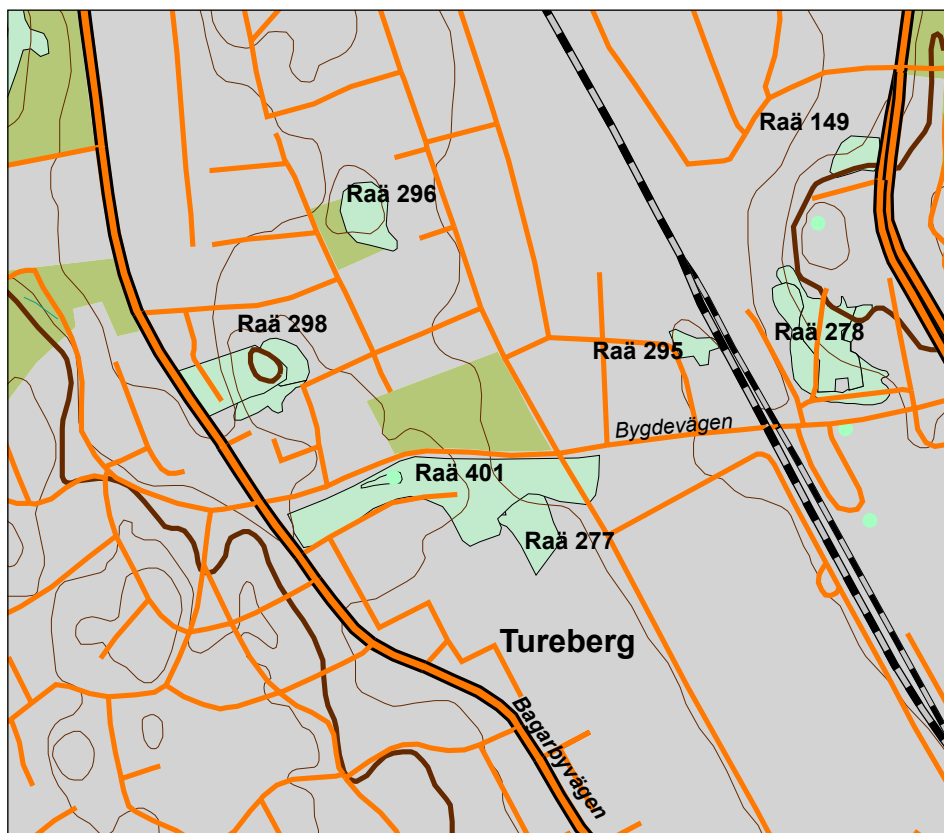 Raä 149
Raä 296
Raä 298
Raä 278
Raä 295
Bygdevägen
Raä 401
Raä 277
Tureberg
Bagarbyvägen